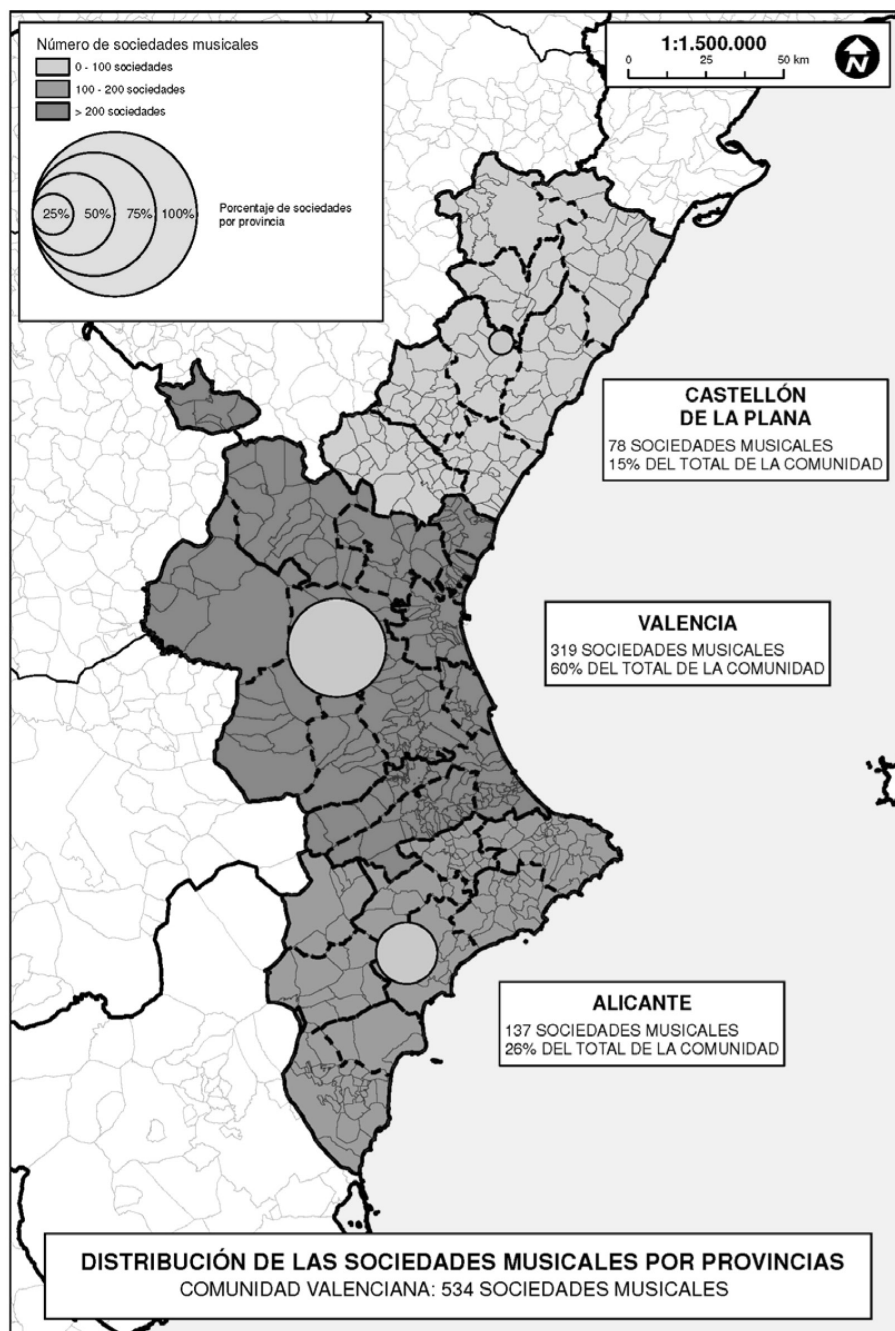 Número de sociedades musicales
0 - 100 sociedades
100 - 200 sociedades
> 200 sociedades
25% 50% 75% 100%
Porcentaje de sociedades
por provincia
1:1.500.000
0 25 50 km
N
CASTELLÓN
DE LA PLANA
78 SOCIEDADES MUSICALES
15% DEL TOTAL DE LA COMUNIDAD
VALENCIA
319 SOCIEDADES MUSICALES
60% DEL TOTAL DE LA COMUNIDAD
ALICANTE
137 SOCIEDADES MUSICALES
26% DEL TOTAL DE LA COMUNIDAD
DISTRIBUCIÓN DE LAS SOCIEDADES MUSICALES POR PROVINCIAS
COMUNIDAD VALENCIANA: 534 SOCIEDADES MUSICALES